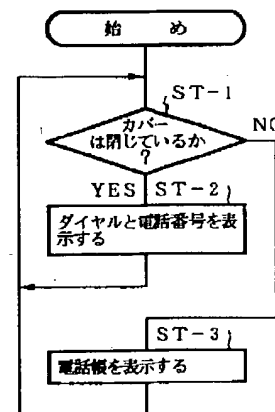 始め
ST-1
カバー
は閉じているか
?
NO
YES
ST-2
ダイヤルと電話番号を表
示する
ST-3
電話帳を表示する